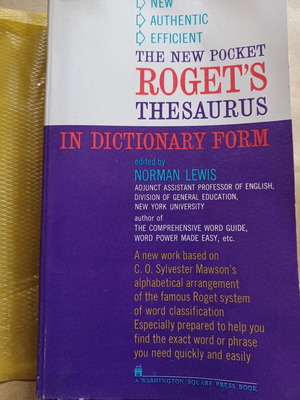 NEW
AUTHENTIC
EFFICIENT
THE NEW POCKET
ROGET'S
THESAURUS
IN DICTIONARY FORM
edited by
NORMAN LEWIS
ADJUNCT ASSISTANT PROFESSOR OF ENGLISH,
DIVISION OF GENERAL EDUCATION,
NEW YORK UNIVERSITY
author of
THE COMPREHENSIVE WORD GUIDE,
WORD POWER MADE EASY, etc.
A new work based on
C. O. Sylvester Mawson's
alphabetical arrangement
of the famous Roget system
of word classification
Especially prepared to help you
find the exact word or phrase
you need quickly and easily
A WASHINGTON SQUARE PRESS BOOK